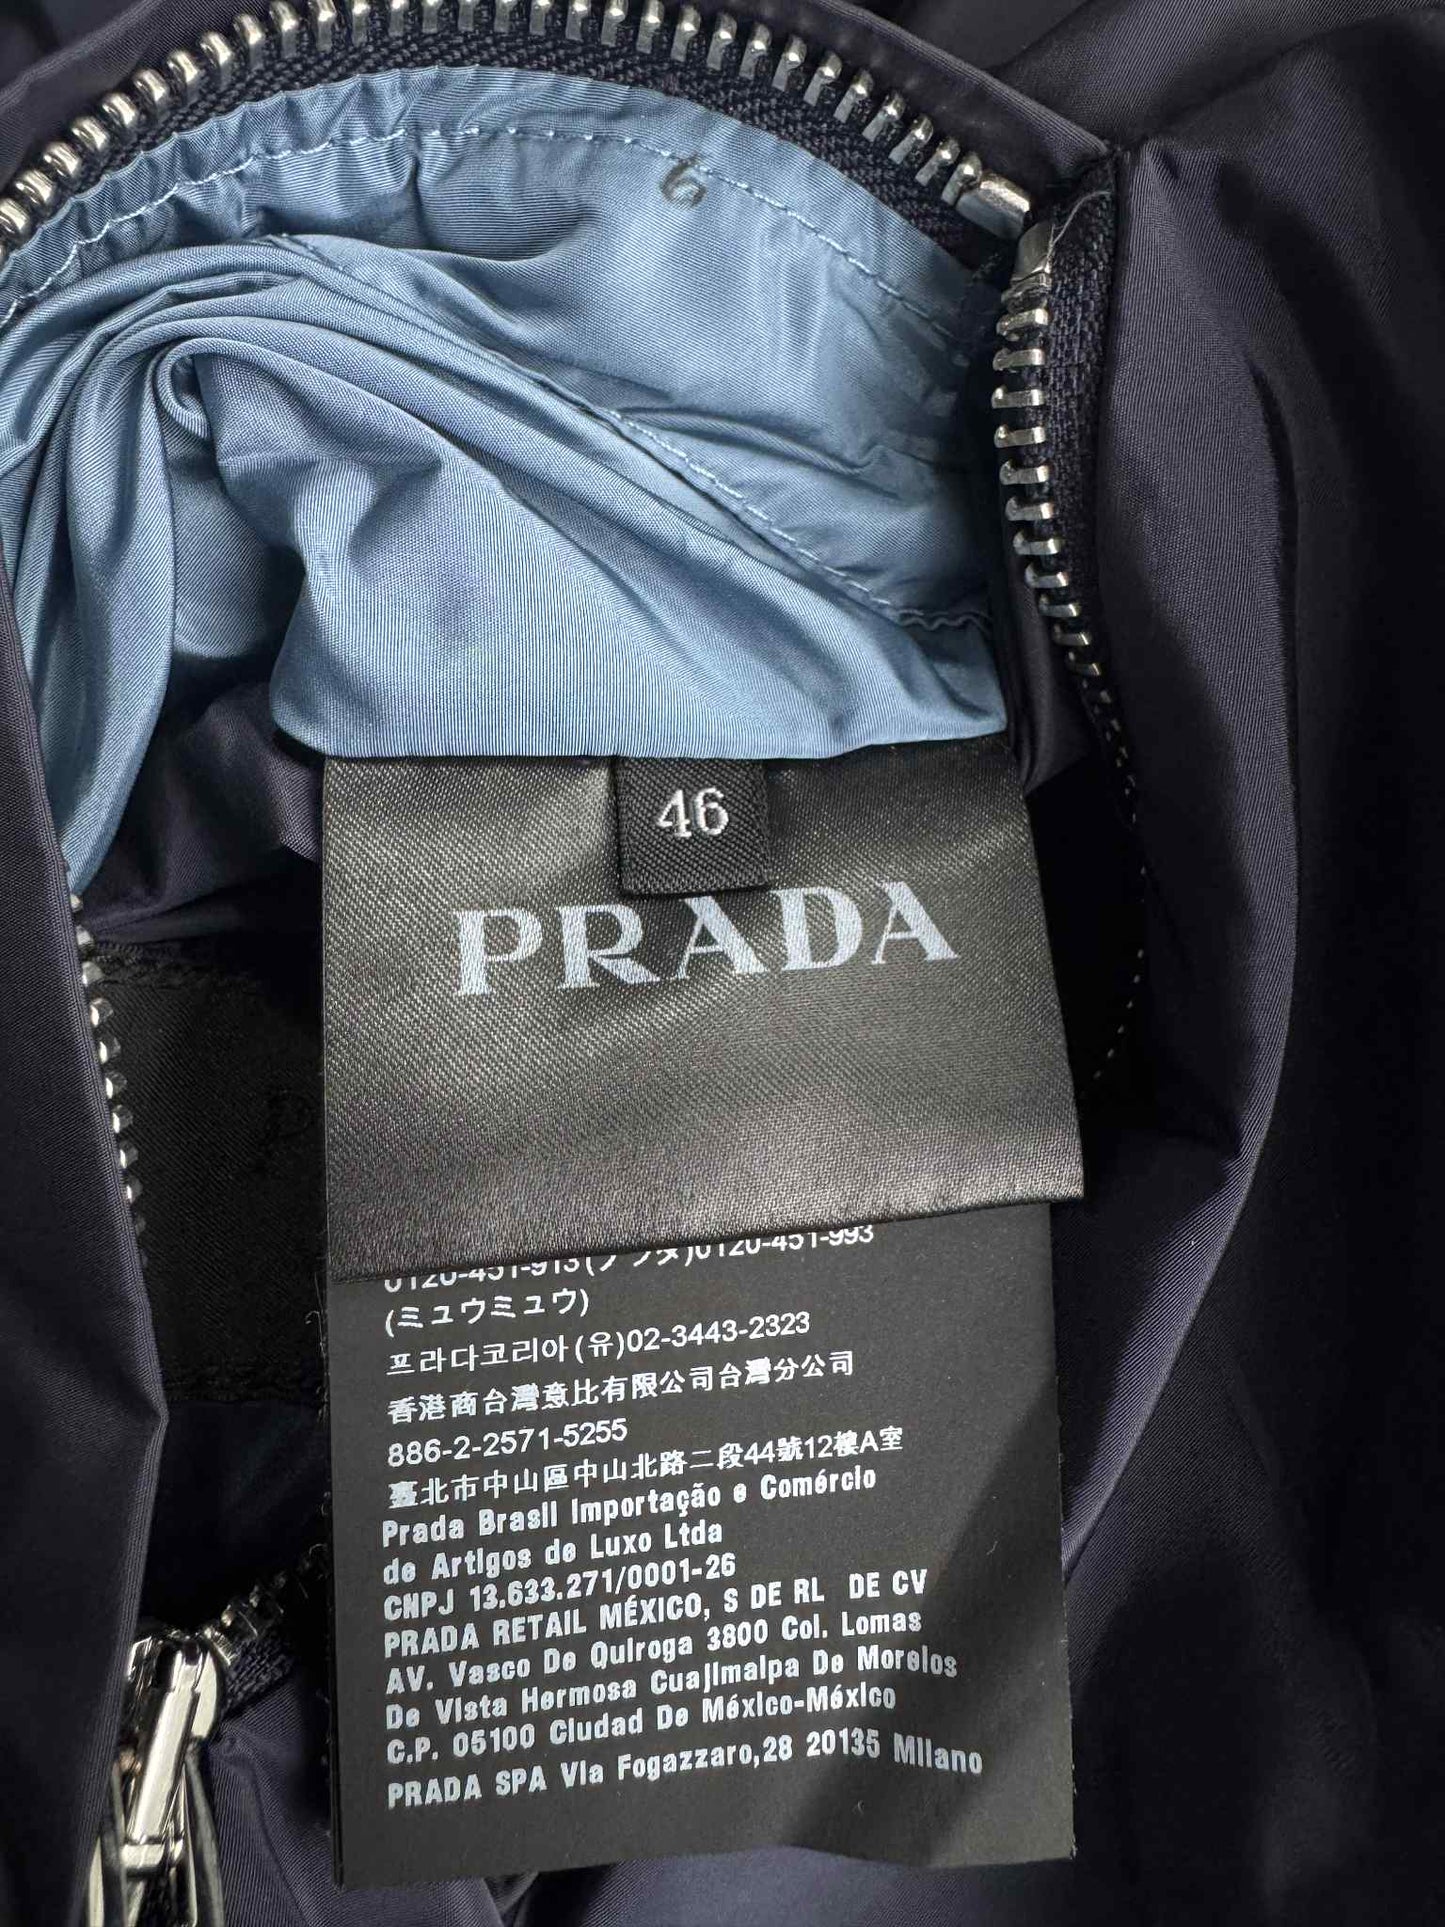 6
46
PRADA
0120-451-913(プラダ)0120-451-993
(ミュウミュウ)
프라다코리아(유)02-3443-2323
香港商台灣意比有限公司台灣分公司
886-2-2571-5255
臺北市中山區中山北路二段44號12樓A室
Prada Brasil Importação e Comércio
de Artigos de Luxo Ltda
CNPJ 13.633.271/0001-26
PRADA RETAIL MÉXICO, S DE RL DE CV
AV. Vasco De Quiroga 3800 Col. Lomas
De Vista Hermosa Cuajimalpa De Morelos
C.P. 05100 Ciudad De México-México
PRADA SPA Via Fogazzaro,28 20135 Milano